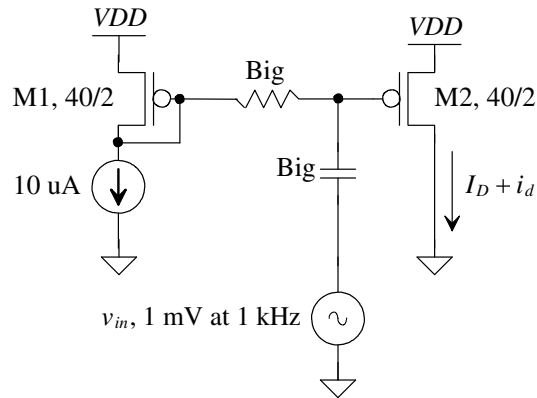 VDD
VDD
Big
M1, 40/2
M2, 40/2
Big
10 uA
I_D + i_d
v_in, 1 mV at 1 kHz